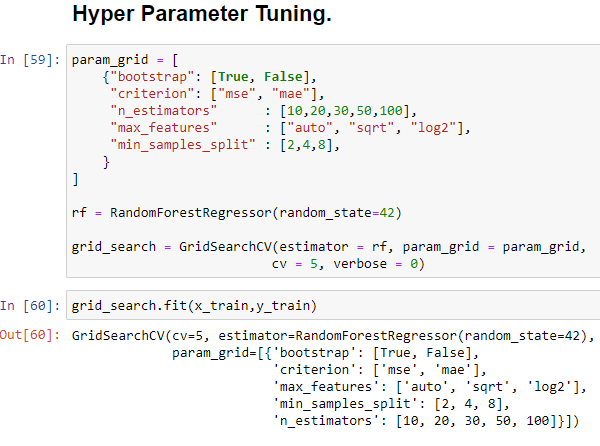 Hyper Parameter Tuning.
In [59]: param_grid = [
    {"bootstrap": [True, False],
     "criterion": ["mse", "mae"],
     "n_estimators"      : [10,20,30,50,100],
     "max_features"      : ["auto", "sqrt", "log2"],
     "min_samples_split" : [2,4,8],
    }
]
rf = RandomForestRegressor(random_state=42)
grid_search = GridSearchCV(estimator = rf, param_grid = param_grid,
                         cv = 5, verbose = 0)
In [60]: grid_search.fit(x_train,y_train)
Out[60]: GridSearchCV(cv=5, estimator=RandomForestRegressor(random_state=42),
             param_grid=[{'bootstrap': [True, False],
                          'criterion': ['mse', 'mae'],
                          'max_features': ['auto', 'sqrt', 'log2'],
                          'min_samples_split': [2, 4, 8],
                          'n_estimators': [10, 20, 30, 50, 100]}])